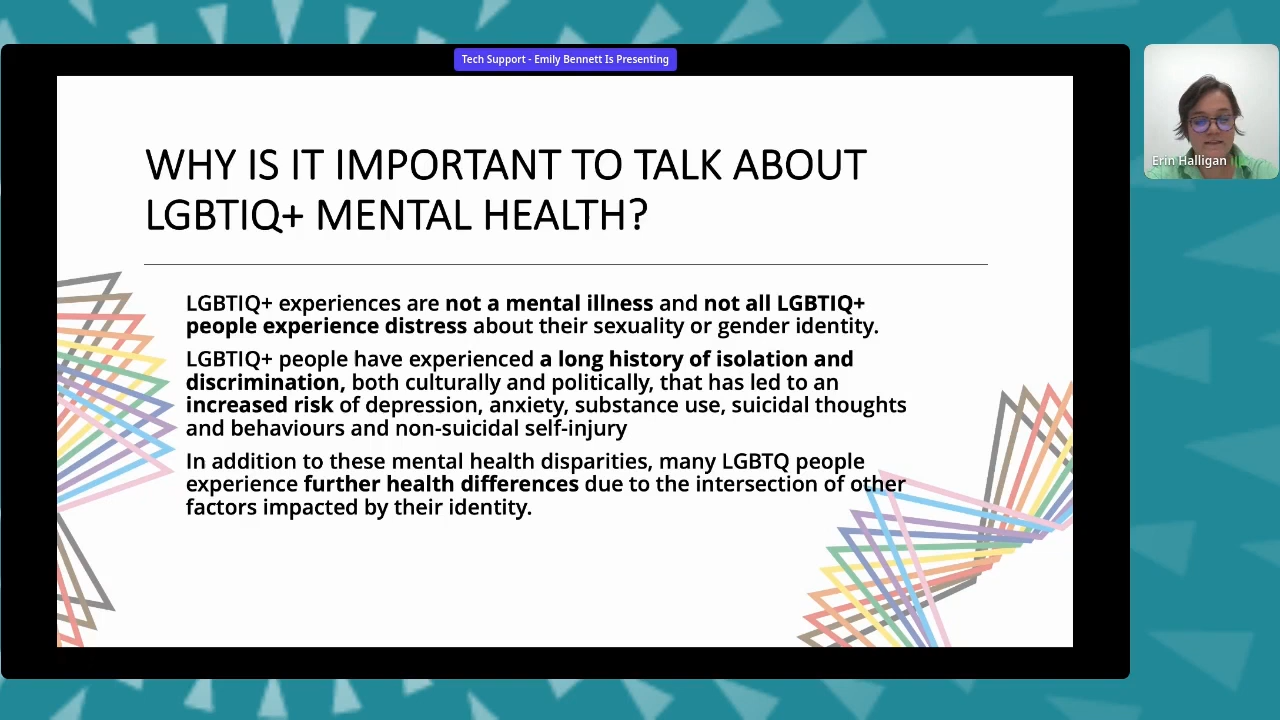 Tech Support - Emily Bennett Is Presenting
WHY IS IT IMPORTANT TO TALK ABOUT
LGBTIQ+ MENTAL HEALTH?
Erin Halligan
LGBTIQ+ experiences are not a mental illness and not all LGBTIQ+
people experience distress about their sexuality or gender identity.
LGBTIQ+ people have experienced a long history of isolation and
discrimination, both culturally and politically, that has led to an
increased risk of depression, anxiety, substance use, suicidal thoughts
and behaviours and non-suicidal self-injury
In addition to these mental health disparities, many LGBTQ people
experience further health differences due to the intersection of other
factors impacted by their identity.